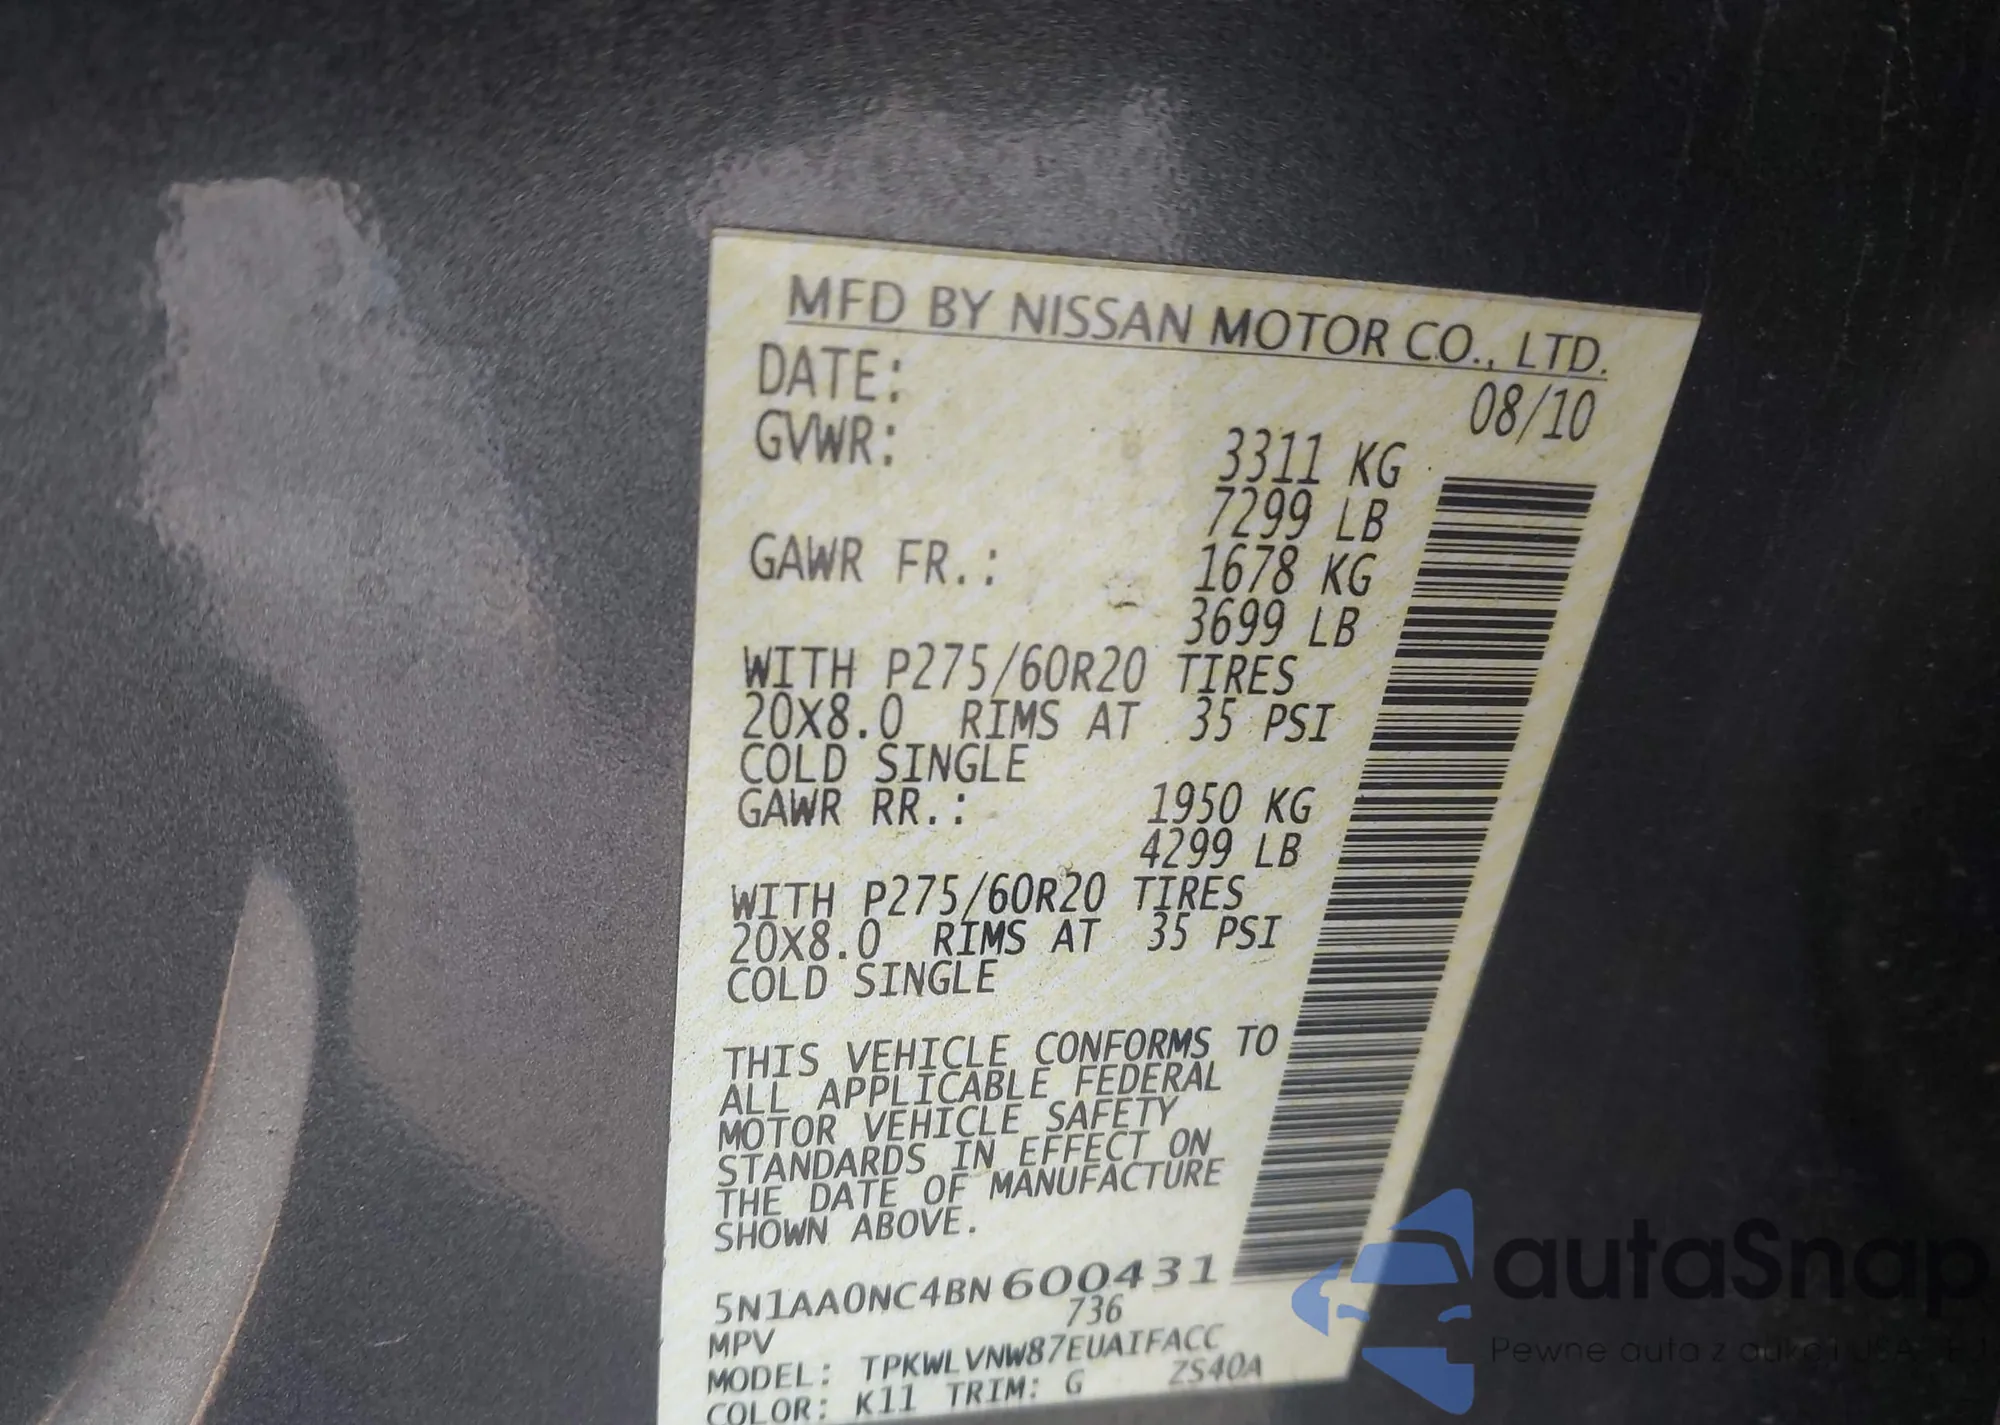 MFD BY NISSAN MOTOR CO., LTD.
DATE: 08/10
GVWR: 3311 KG
7299 LB
GAWR FR.: 1678 KG
3699 LB
WITH P275/60R20 TIRES
20X8.0 RIMS AT 35 PSI
COLD SINGLE
GAWR RR.: 1950 KG
4299 LB
WITH P275/60R20 TIRES
20X8.0 RIMS AT 35 PSI
COLD SINGLE
THIS VEHICLE CONFORMS TO
ALL APPLICABLE FEDERAL
MOTOR VEHICLE SAFETY
STANDARDS IN EFFECT ON
THE DATE OF MANUFACTURE
SHOWN ABOVE.
5N1AA0NC4BN600431
736
MPV
MODEL: TPKWLVNW87EUAIFACC
COLOR: K11 TRIM: G ZS40A
autaSnap
Pewne auta z aukcji USA